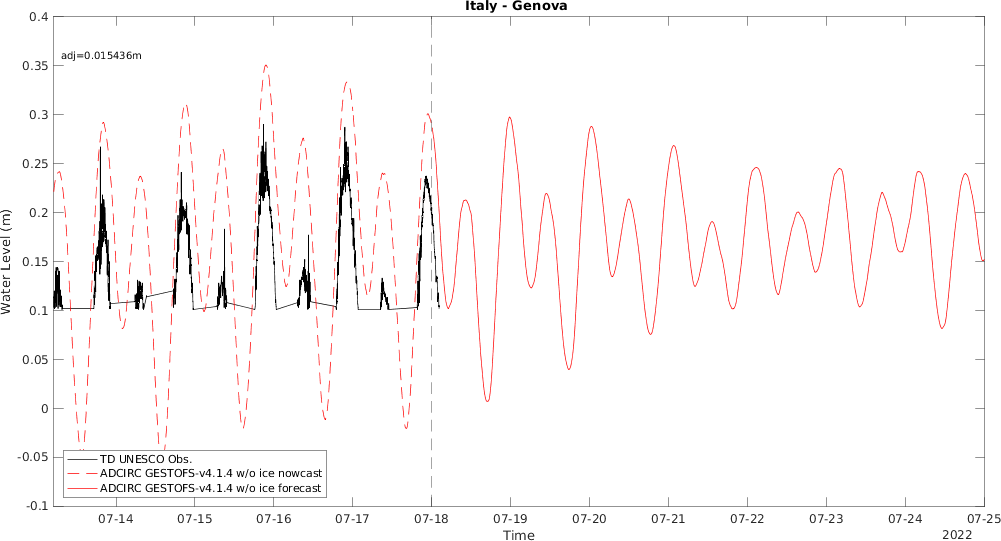 Italy - Genova
adj=0.015436m
Water Level (m)
0.4
0.35
0.3
0.25
0.2
0.15
0.1
0.05
0
-0.05
-0.1
TD UNESCO Obs.
ADCIRC GESTOFS-v4.1.4 w/o ice nowcast
ADCIRC GESTOFS-v4.1.4 w/o ice forecast
07-14 07-15 07-16 07-17 07-18 07-19 07-20 07-21 07-22 07-23 07-24 07-25
Time
2022